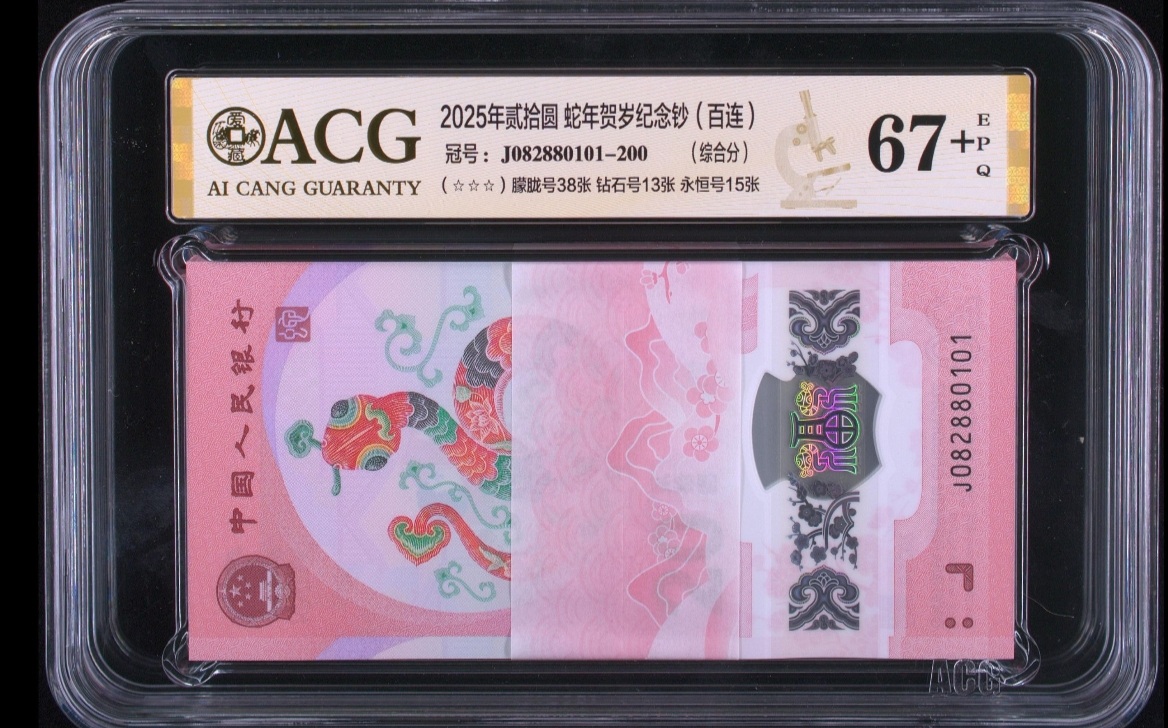 ACG
AI CANG GUARANTY
2025年贰拾圆 蛇年贺岁纪念钞（百连）
冠号：J082880101-200 （综合分）
（☆☆☆）朦胧号38张 钻石号13张 永恒号15张
67+
EPQ
中国人民银行
J082880101
ACG